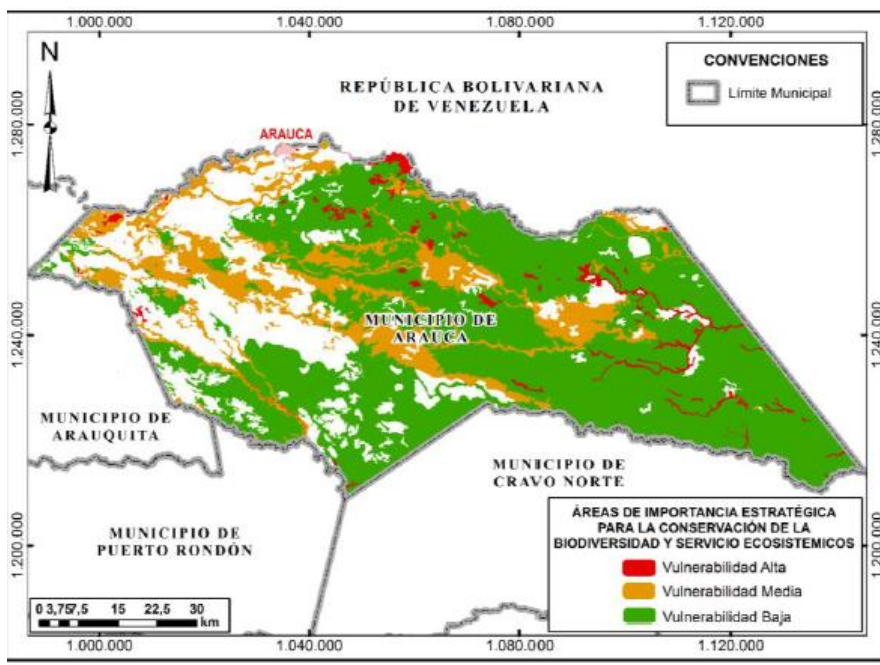 1.000.000 1.040.000 1.080.000 1.120.000
N
CONVENCIONES
Límite Municipal
REPÚBLICA BOLIVARIANA
DE VENEZUELA
ARAUCA
1.280.000 1.280.000
MUNICIPIO DE
ARAUCA
1.240.000 1.240.000
MUNICIPIO DE
ARAUQUITA
MUNICIPIO DE
CRAVO NORTE
MUNICIPIO DE
PUERTO RONDÓN
1.200.000 1.200.000
ÁREAS DE IMPORTANCIA ESTRATÉGICA
PARA LA CONSERVACIÓN DE LA
BIODIVERSIDAD Y SERVICIO ECOSISTEMICOS
Vulnerabilidad Alta
Vulnerabilidad Media
Vulnerabilidad Baja
0 3,75 7,5 15 22,5 30
km
1.000.000 1.040.000 1.080.000 1.120.000